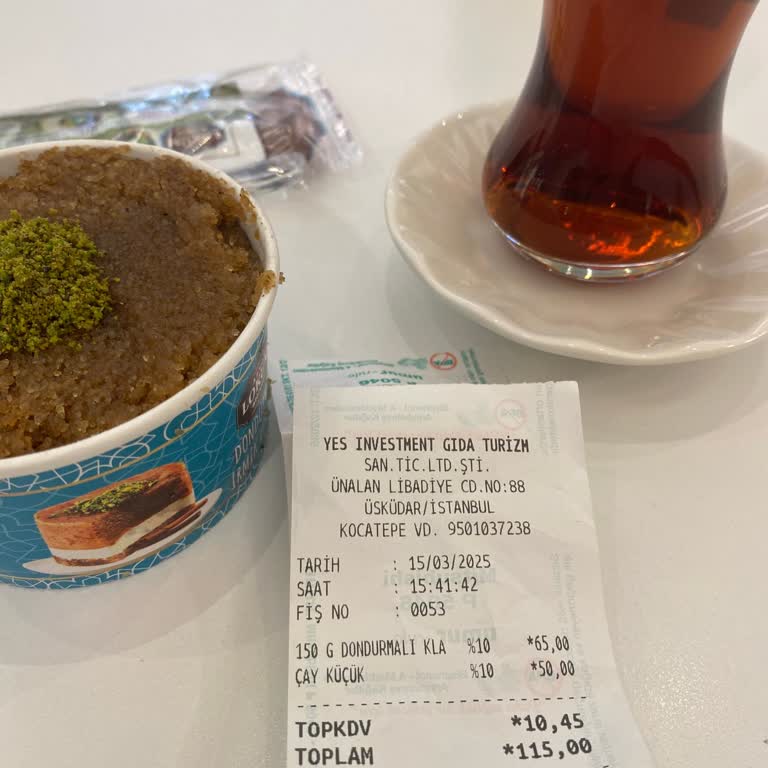 YES INVESTMENT GIDA TURİZM
SAN.TİC.LTD.ŞTİ.
ÜNALAN LİBADİYE CD.NO:88
ÜSKÜDAR/İSTANBUL
KOCATEPE VD. 9501037238
TARİH : 15/03/2025
SAAT : 15:41:42
FİŞ NO : 0053
150 G DONDURMALI KLA %10 *65,00
ÇAY KÜÇÜK %10 *50,00
TOPKDV *10,45
TOPLAM *115,00